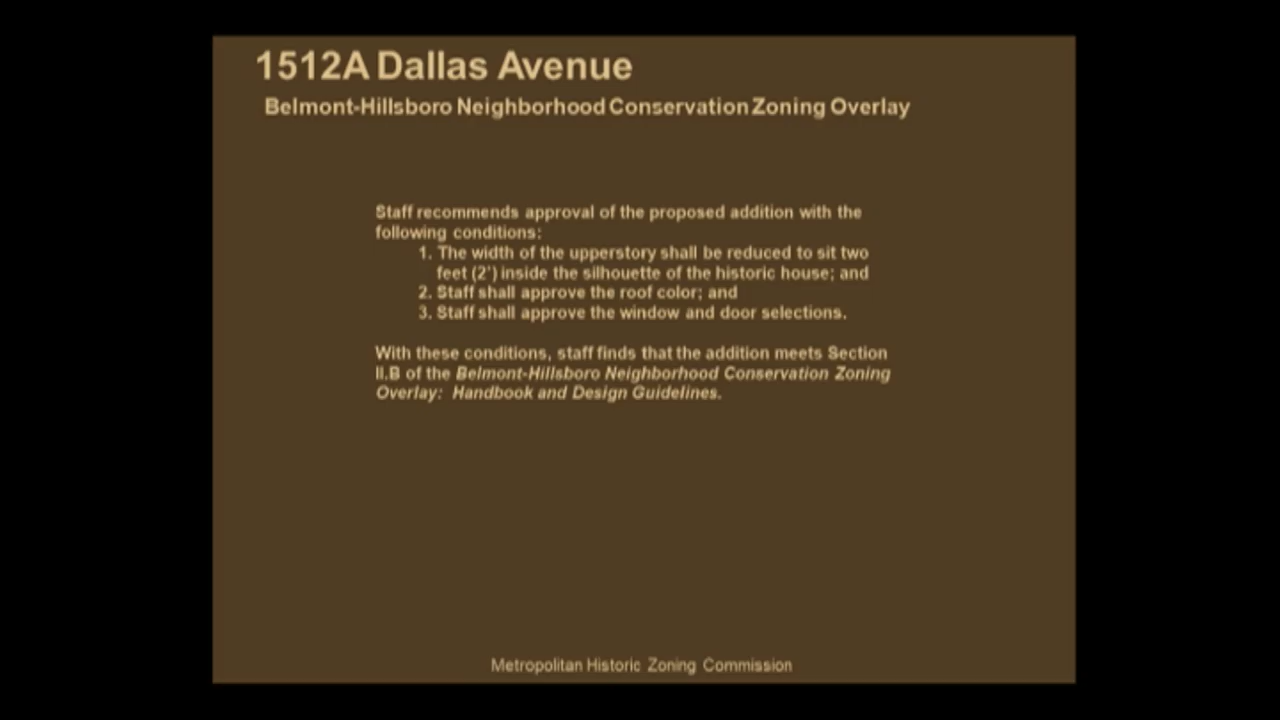 1512A Dallas Avenue
Belmont-Hillsboro Neighborhood Conservation Zoning Overlay
Staff recommends approval of the proposed addition with the
following conditions:
1. The width of the upperstory shall be reduced to sit two
feet (2') inside the silhouette of the historic house; and
2. Staff shall approve the roof color; and
3. Staff shall approve the window and door selections.
With these conditions, staff finds that the addition meets Section
II.B of the Belmont-Hillsboro Neighborhood Conservation Zoning
Overlay: Handbook and Design Guidelines.
Metropolitan Historic Zoning Commission